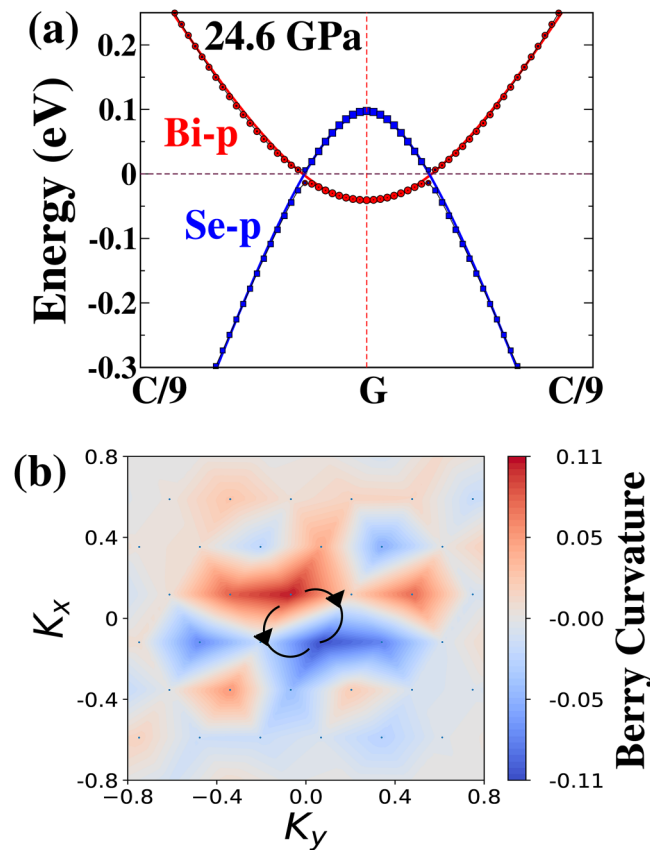 (a)
24.6 GPa
0.2
0.1
0
-0.1
-0.2
-0.3
Energy (eV)
Bi-p
Se-p
C/9 G C/9
(b)
0.8
0.4
0
-0.4
-0.8
K_x
-0.8 -0.4 0.0 0.4 0.8
K_y
0.11
0.05
-0.00
-0.05
-0.11
Berry Curvature